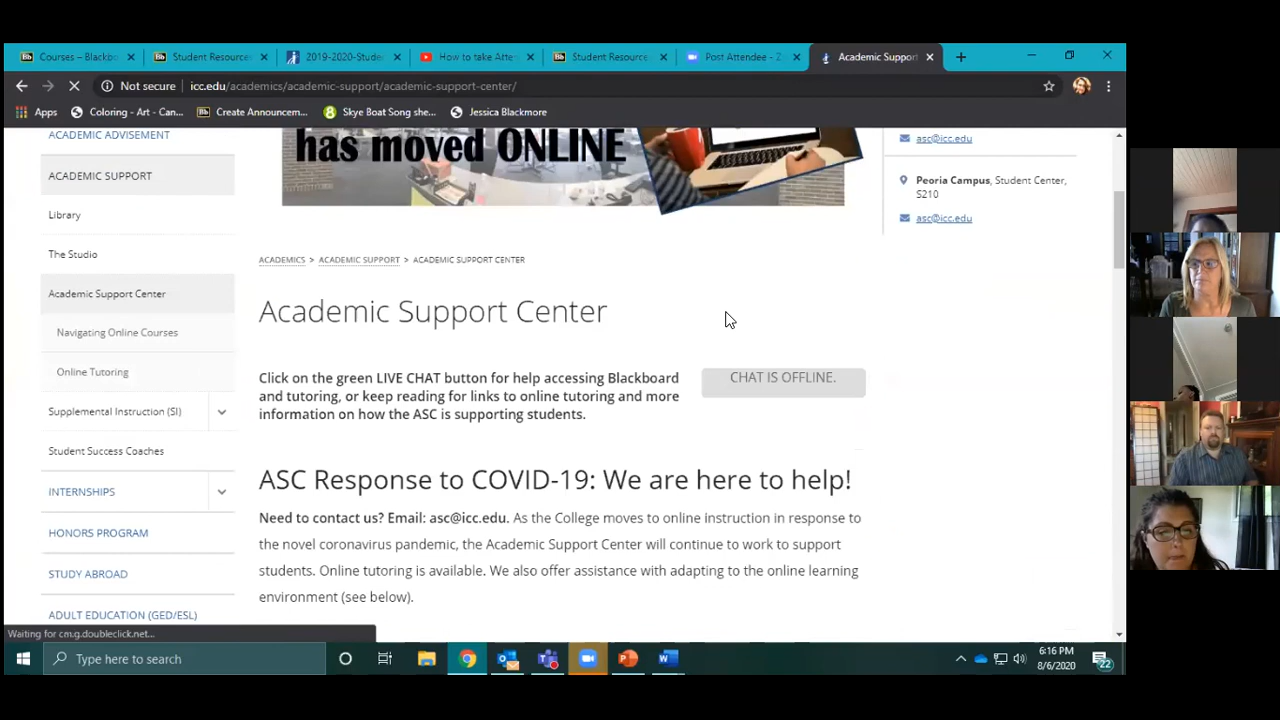 Courses – Blackbo
Student Resource
2019-2020-Stude
How to take Atte
Student Resource
Post Attendee - Z
Academic Suppor
Not secure
icc.edu/academics/academic-support/academic-support-center/
Apps
Coloring - Art - Can...
Create Announcem...
Skye Boat Song she...
Jessica Blackmore
ACADEMIC ADVISEMENT
ACADEMIC SUPPORT
Library
The Studio
Academic Support Center
Navigating Online Courses
Online Tutoring
Supplemental Instruction (SI)
Student Success Coaches
INTERNSHIPS
HONORS PROGRAM
STUDY ABROAD
ADULT EDUCATION (GED/ESL)
has moved ONLINE
asc@icc.edu
Peoria Campus, Student Center,
S210
asc@icc.edu
ACADEMICS > ACADEMIC SUPPORT > ACADEMIC SUPPORT CENTER
Academic Support Center
Click on the green LIVE CHAT button for help accessing Blackboard
and tutoring, or keep reading for links to online tutoring and more
information on how the ASC is supporting students.
CHAT IS OFFLINE.
ASC Response to COVID-19: We are here to help!
Need to contact us? Email: asc@icc.edu. As the College moves to online instruction in response to
the novel coronavirus pandemic, the Academic Support Center will continue to work to support
students. Online tutoring is available. We also offer assistance with adapting to the online learning
environment (see below).
Waiting for cm.g.doubleclick.net...
Type here to search
6:16 PM
8/6/2020
22